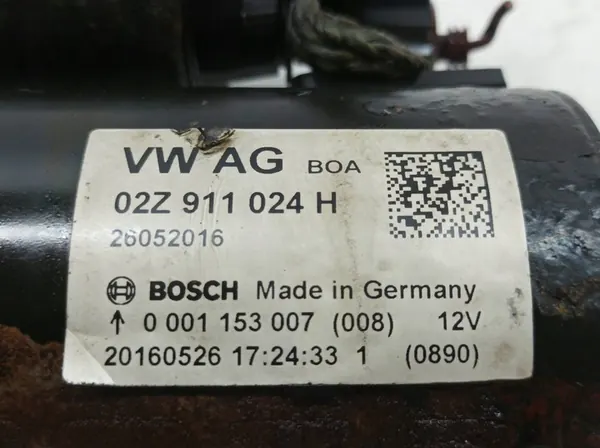 VW AG BOA
02Z 911 024 H
26052016
BOSCH Made in Germany
↑ 0 001 153 007 (008) 12V
20160526 17:24:33 1 (0890)